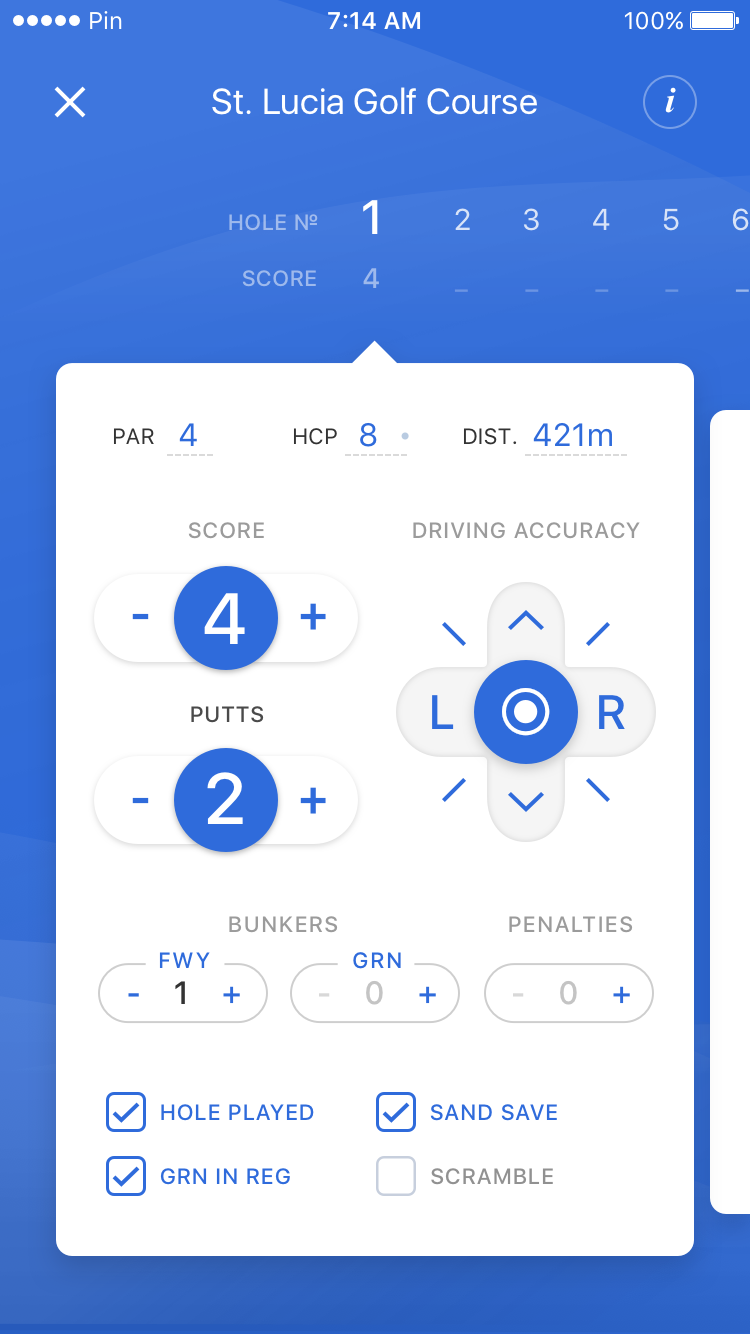 Pin 7:14 AM 100%
St. Lucia Golf Course i
HOLE Nº 1 2 3 4 5 6
SCORE 4 – – – – –
PAR 4 HCP 8 • DIST. 421m
SCORE DRIVING ACCURACY
- 4 +
L R
PUTTS
- 2 +
BUNKERS PENALTIES
FWY GRN
- 1 + - 0 + - 0 +
HOLE PLAYED SAND SAVE
GRN IN REG SCRAMBLE